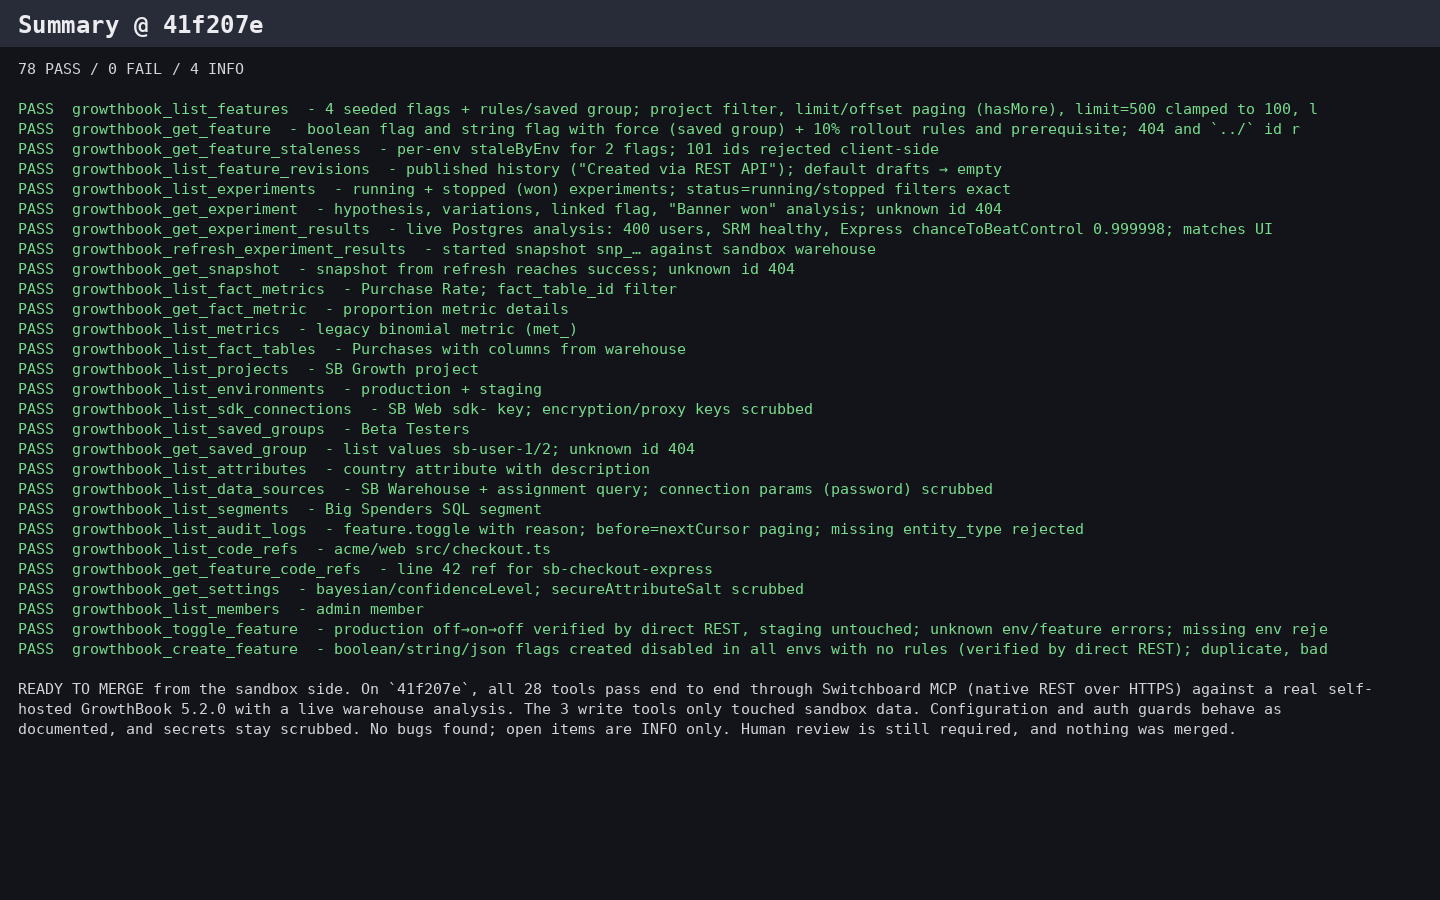 Summary @ 41f207e
78 PASS / 0 FAIL / 4 INFO
PASS  growthbook_list_features  - 4 seeded flags + rules/saved group; project filter, limit/offset paging (hasMore), limit=500 clamped to 100, l
PASS  growthbook_get_feature  - boolean flag and string flag with force (saved group) + 10% rollout rules and prerequisite; 404 and `../` id r
PASS  growthbook_get_feature_staleness  - per-env staleByEnv for 2 flags; 101 ids rejected client-side
PASS  growthbook_list_feature_revisions  - published history ("Created via REST API"); default drafts → empty
PASS  growthbook_list_experiments  - running + stopped (won) experiments; status=running/stopped filters exact
PASS  growthbook_get_experiment  - hypothesis, variations, linked flag, "Banner won" analysis; unknown id 404
PASS  growthbook_get_experiment_results  - live Postgres analysis: 400 users, SRM healthy, Express chanceToBeatControl 0.999998; matches UI
PASS  growthbook_refresh_experiment_results  - started snapshot snp_… against sandbox warehouse
PASS  growthbook_get_snapshot  - snapshot from refresh reaches success; unknown id 404
PASS  growthbook_list_fact_metrics  - Purchase Rate; fact_table_id filter
PASS  growthbook_get_fact_metric  - proportion metric details
PASS  growthbook_list_metrics  - legacy binomial metric (met_)
PASS  growthbook_list_fact_tables  - Purchases with columns from warehouse
PASS  growthbook_list_projects  - SB Growth project
PASS  growthbook_list_environments  - production + staging
PASS  growthbook_list_sdk_connections  - SB Web sdk- key; encryption/proxy keys scrubbed
PASS  growthbook_list_saved_groups  - Beta Testers
PASS  growthbook_get_saved_group  - list values sb-user-1/2; unknown id 404
PASS  growthbook_list_attributes  - country attribute with description
PASS  growthbook_list_data_sources  - SB Warehouse + assignment query; connection params (password) scrubbed
PASS  growthbook_list_segments  - Big Spenders SQL segment
PASS  growthbook_list_audit_logs  - feature.toggle with reason; before=nextCursor paging; missing entity_type rejected
PASS  growthbook_list_code_refs  - acme/web src/checkout.ts
PASS  growthbook_get_feature_code_refs  - line 42 ref for sb-checkout-express
PASS  growthbook_get_settings  - bayesian/confidenceLevel; secureAttributeSalt scrubbed
PASS  growthbook_list_members  - admin member
PASS  growthbook_toggle_feature  - production off→on→off verified by direct REST, staging untouched; unknown env/feature errors; missing env reje
PASS  growthbook_create_feature  - boolean/string/json flags created disabled in all envs with no rules (verified by direct REST); duplicate, bad
READY TO MERGE from the sandbox side. On `41f207e`, all 28 tools pass end to end through Switchboard MCP (native REST over HTTPS) against a real self-
hosted GrowthBook 5.2.0 with a live warehouse analysis. The 3 write tools only touched sandbox data. Configuration and auth guards behave as
documented, and secrets stay scrubbed. No bugs found; open items are INFO only. Human review is still required, and nothing was merged.